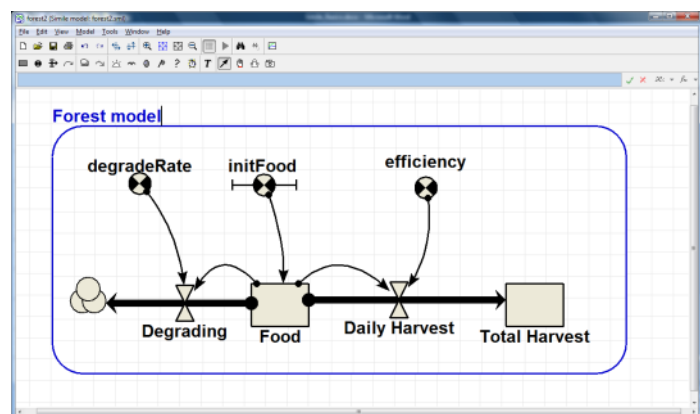 forest2 (Simile model: forest2.sml)
File Edit View Model Tools Window Help
Forest model
degradeRate
initFood
efficiency
Degrading
Food
Daily Harvest
Total Harvest